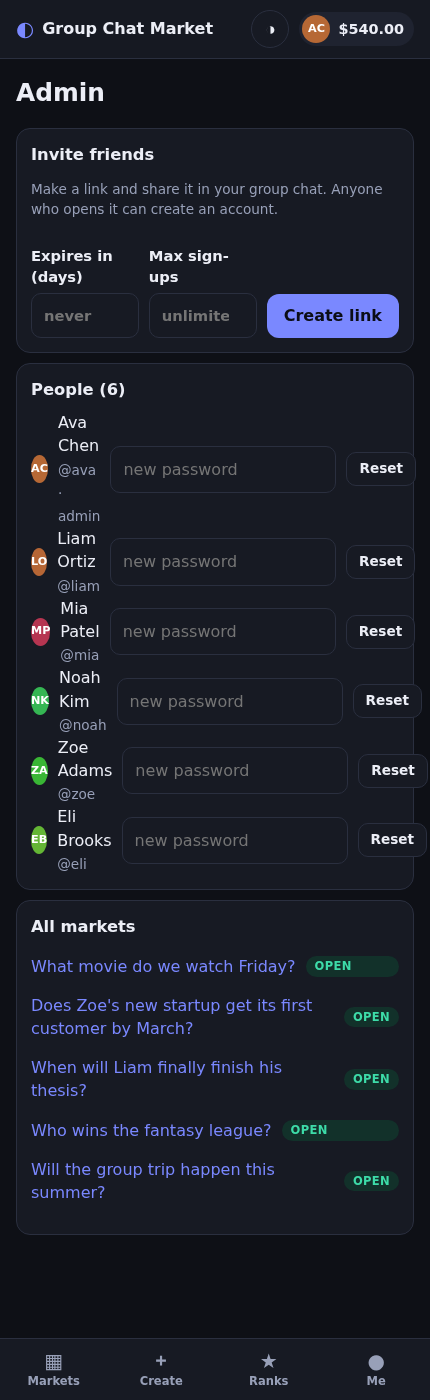 Group Chat Market
AC $540.00
Admin
Invite friends
Make a link and share it in your group chat. Anyone
who opens it can create an account.
Expires in
(days)
Max sign-
ups
never
unlimite
Create link
People (6)
AC
Ava
Chen
@ava
·
admin
new password
Reset
LO
Liam
Ortiz
@liam
new password
Reset
MP
Mia
Patel
@mia
new password
Reset
NK
Noah
Kim
@noah
new password
Reset
ZA
Zoe
Adams
@zoe
new password
Reset
EB
Eli
Brooks
@eli
new password
Reset
All markets
What movie do we watch Friday? OPEN
Does Zoe's new startup get its first
customer by March?
OPEN
When will Liam finally finish his
thesis?
OPEN
Who wins the fantasy league? OPEN
Will the group trip happen this
summer?
OPEN
Markets Create Ranks Me